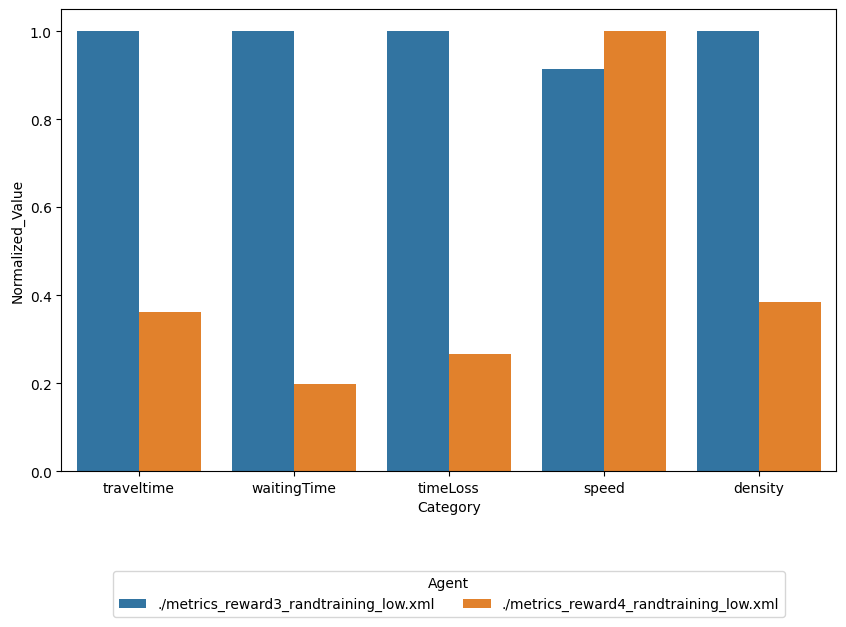 1.0
0.8
0.6
0.4
0.2
0.0
Normalized_Value
traveltime waitingTime timeLoss speed density
Category
Agent
./metrics_reward3_randtraining_low.xml ./metrics_reward4_randtraining_low.xml